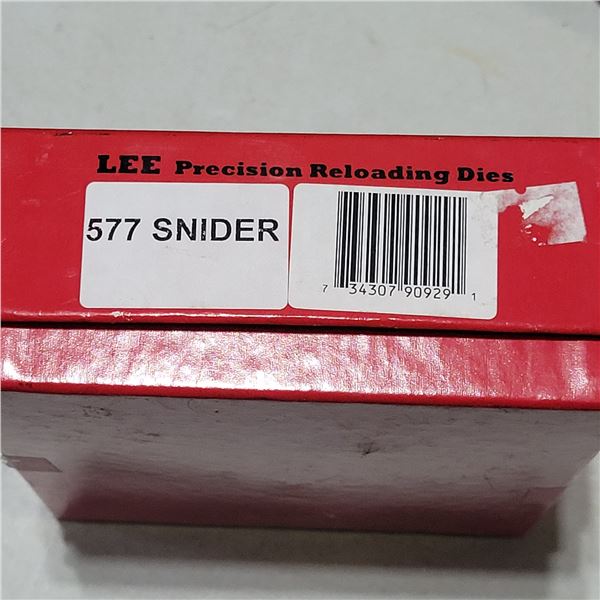 LEE Precision Reloading Dies
577 SNIDER
7 34307 90929 1